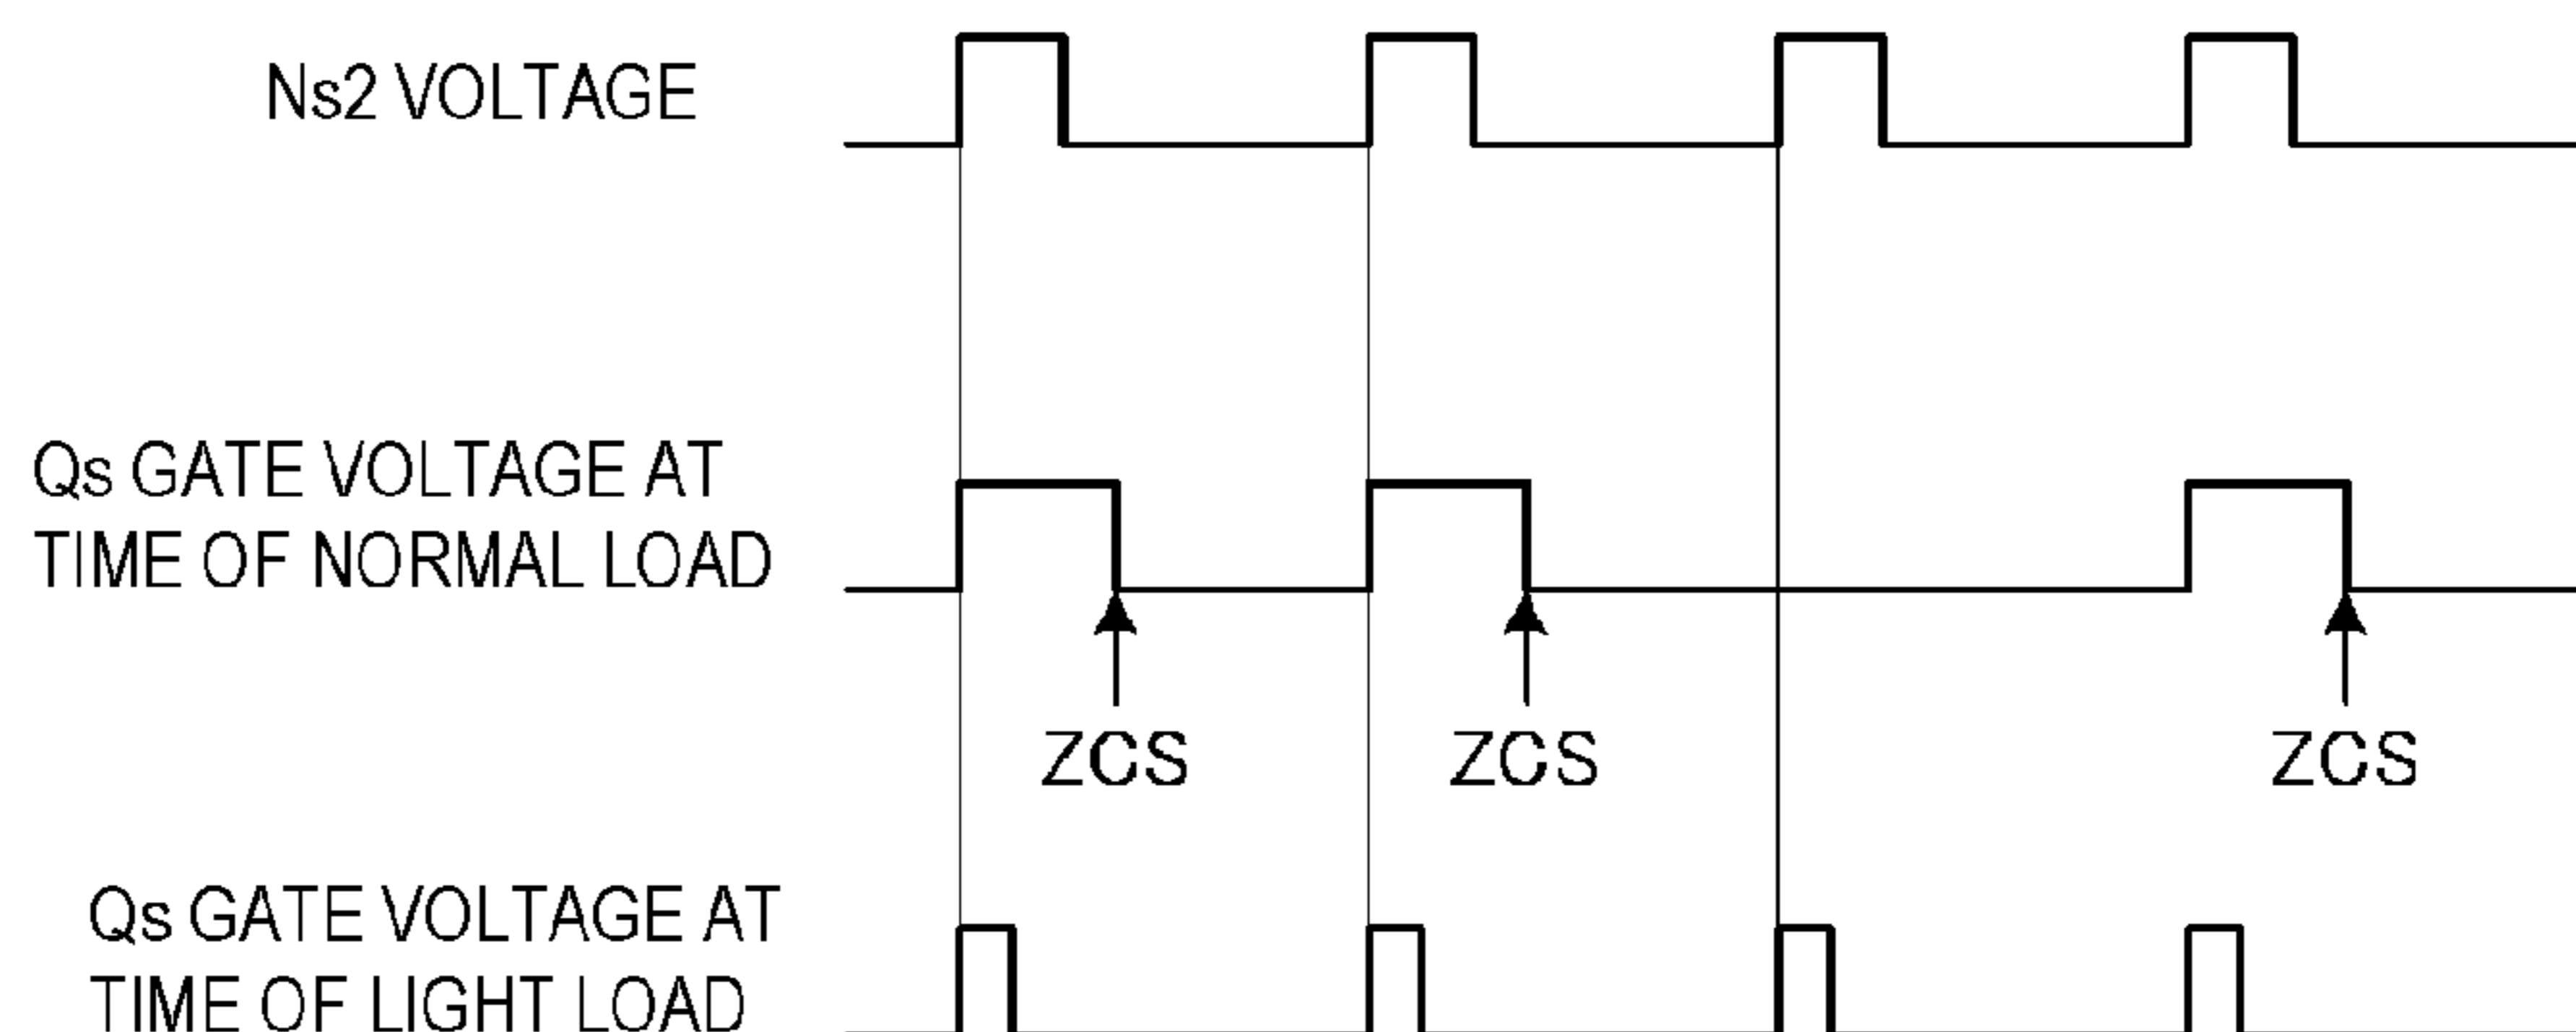 Ns2 VOLTAGE
Qs GATE VOLTAGE AT
TIME OF NORMAL LOAD
ZCS ZCS ZCS
Qs GATE VOLTAGE AT
TIME OF LIGHT LOAD